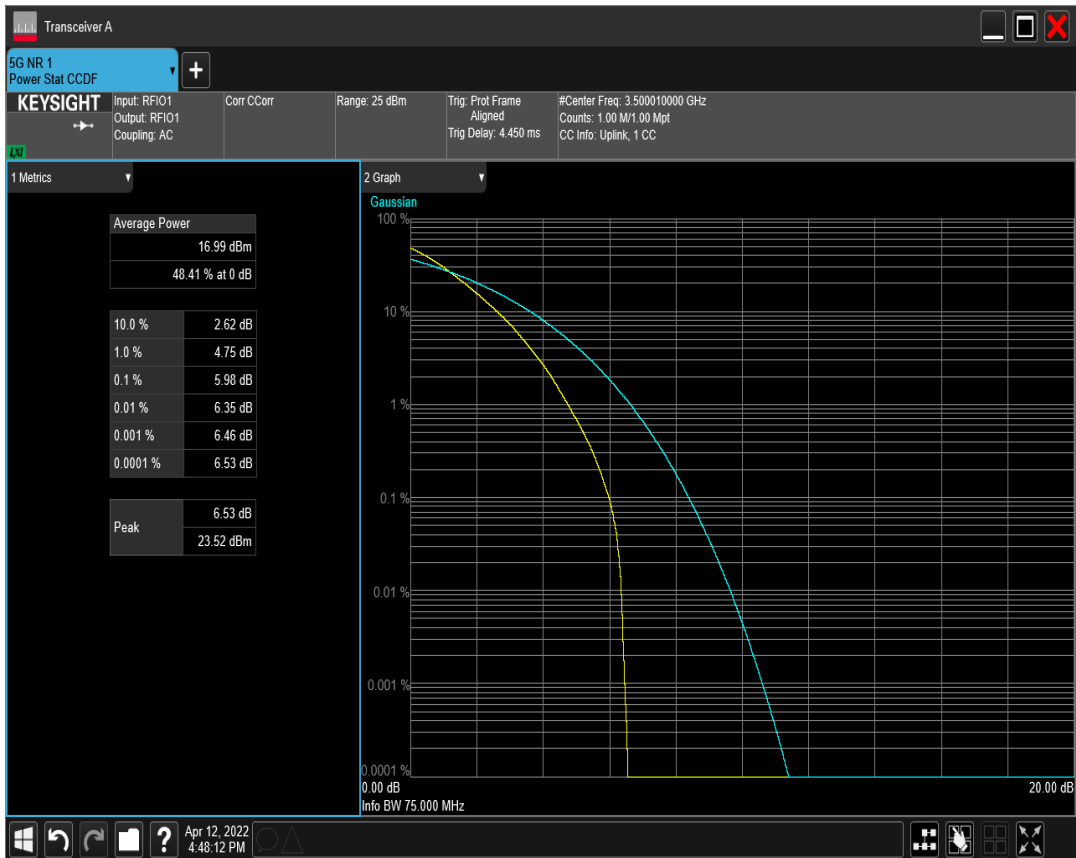 Transceiver A
5G NR 1
Power Stat CCDF
+
KEYSIGHT
LXI
Input: RFIO1
Output: RFIO1
Coupling: AC
Corr CCorr
Range: 25 dBm
Trig: Prot Frame
Aligned
Trig Delay: 4.450 ms
#Center Freq: 3.500010000 GHz
Counts: 1.00 M/1.00 Mpt
CC Info: Uplink, 1 CC
1 Metrics
Average Power
16.99 dBm
48.41 % at 0 dB
10.0 % 2.62 dB
1.0 % 4.75 dB
0.1 % 5.98 dB
0.01 % 6.35 dB
0.001 % 6.46 dB
0.0001 % 6.53 dB
Peak
6.53 dB
23.52 dBm
2 Graph
Gaussian
100 %
10 %
1 %
0.1 %
0.01 %
0.001 %
0.0001 %
0.00 dB 20.00 dB
Info BW 75.000 MHz
? Apr 12, 2022
4:48:12 PM